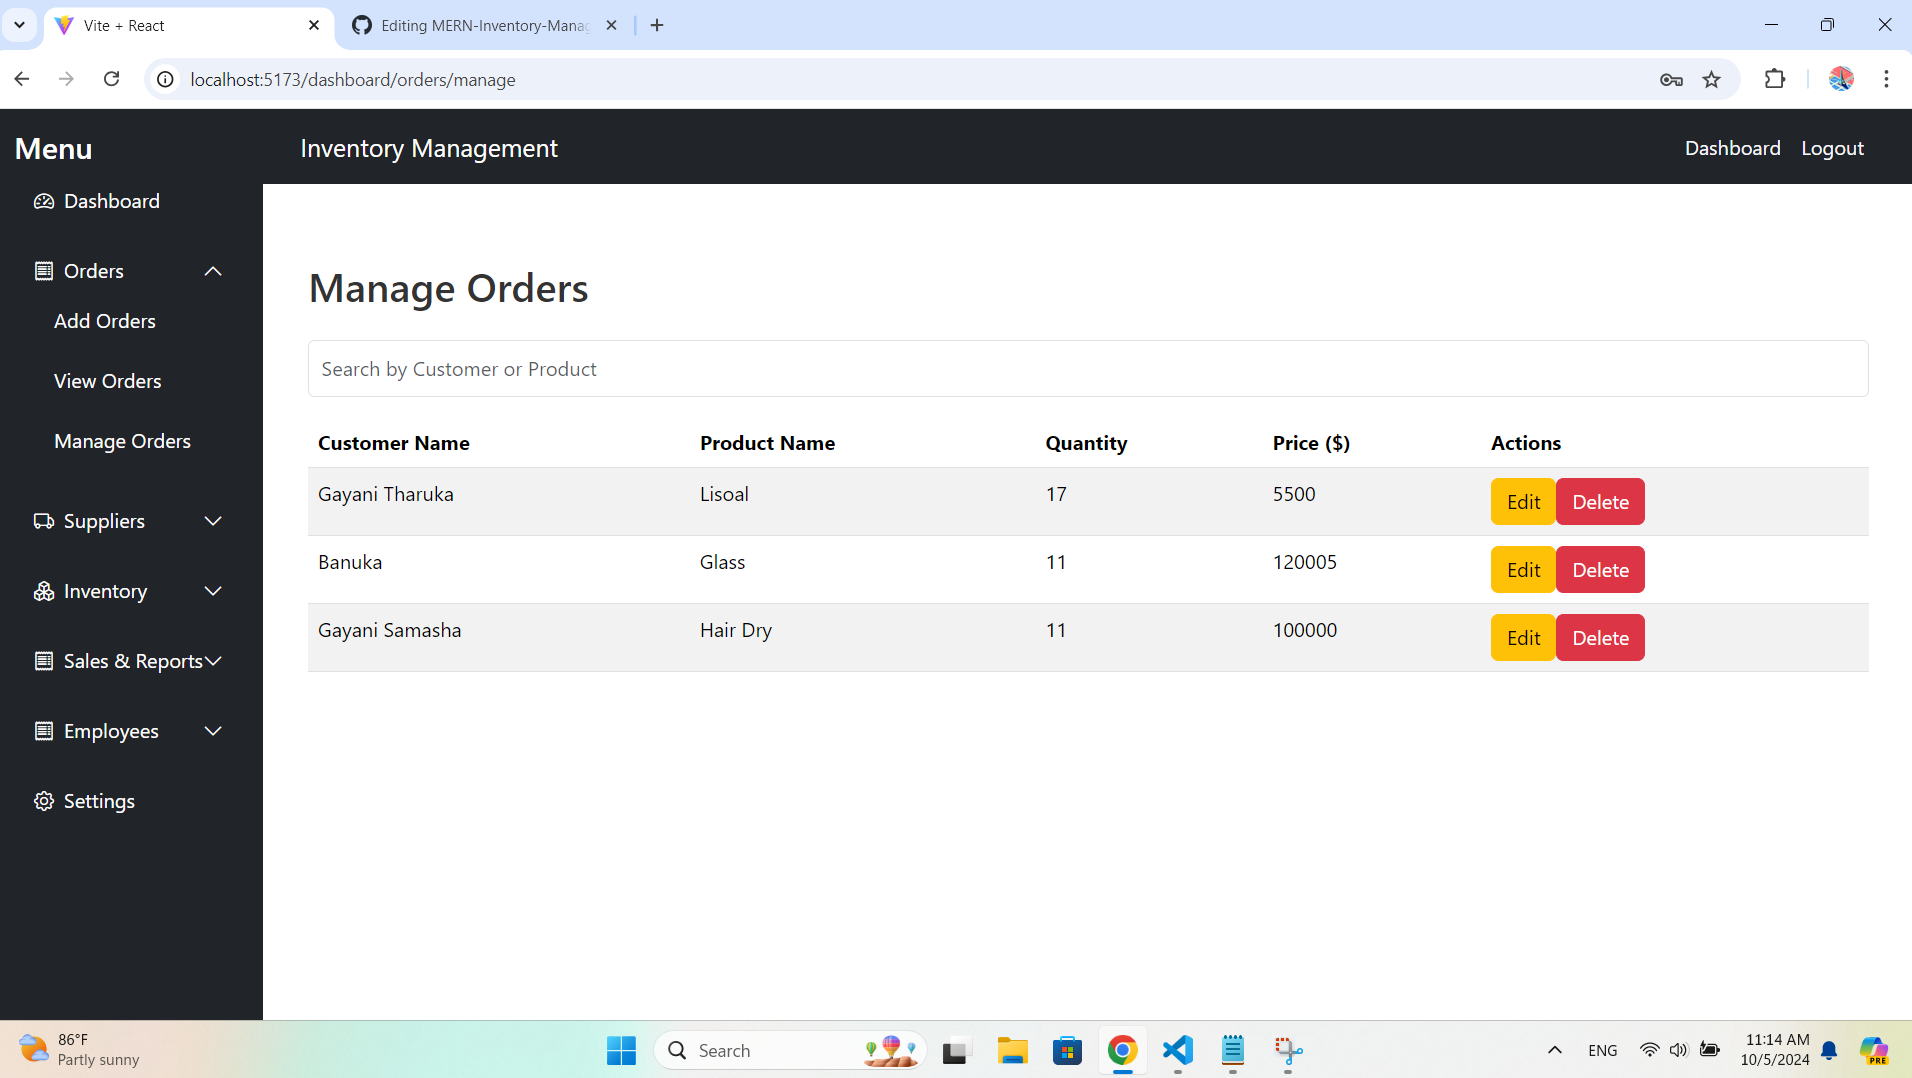 Vite + React
Editing MERN-Inventory-Manag
localhost:5173/dashboard/orders/manage
Menu
Inventory Management
Dashboard
Logout
Dashboard
Orders
Add Orders
View Orders
Manage Orders
Suppliers
Inventory
Sales & Reports
Employees
Settings
Manage Orders
Search by Customer or Product
Customer Name Product Name Quantity Price ($) Actions
Gayani Tharuka Lisoal 17 5500 Edit Delete
Banuka Glass 11 120005 Edit Delete
Gayani Samasha Hair Dry 11 100000 Edit Delete
86°F
Partly sunny
Search
ENG
11:14 AM
10/5/2024
PRE